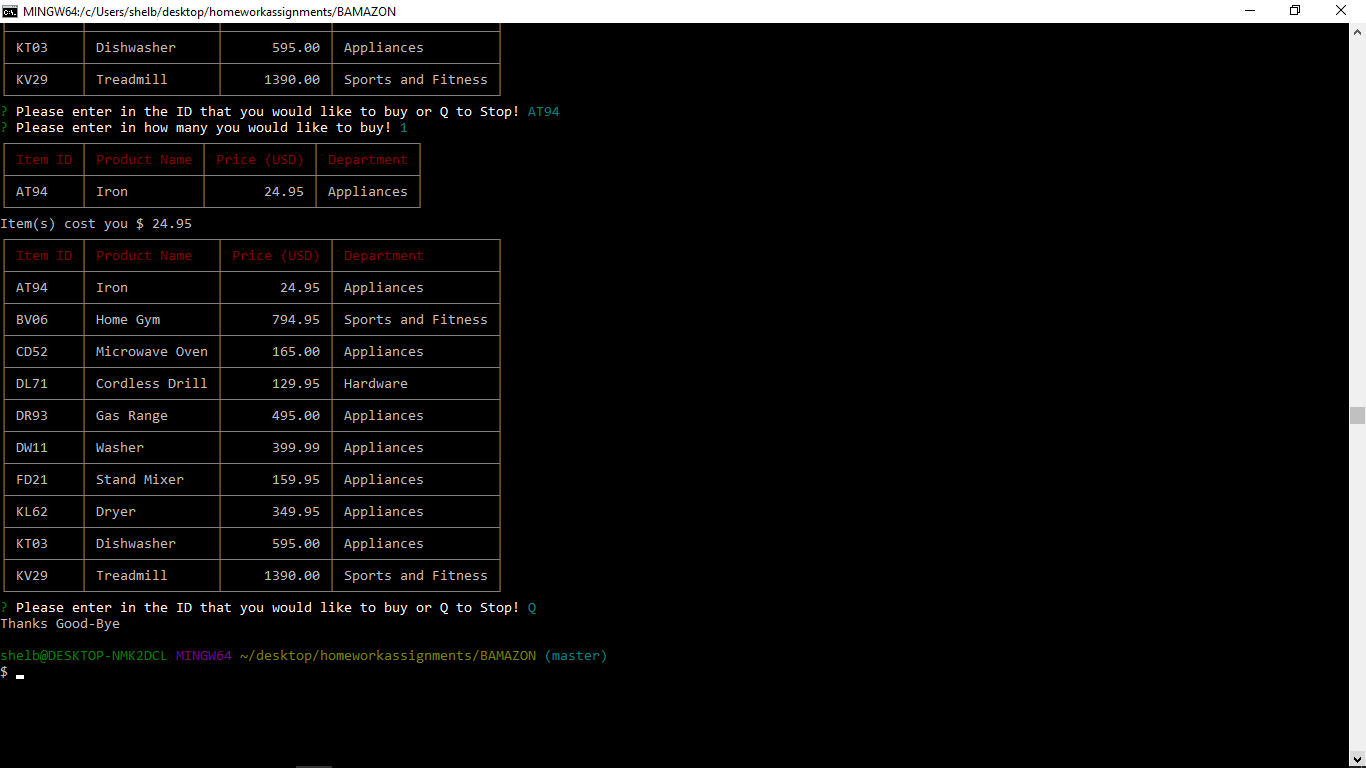 MINGW64:/c/Users/shelb/desktop/homeworkassignments/BAMAZON
KT03 Dishwasher 595.00 Appliances
KV29 Treadmill 1390.00 Sports and Fitness
? Please enter in the ID that you would like to buy or Q to Stop! AT94
? Please enter in how many you would like to buy! 1
Item ID Product Name Price (USD) Department
AT94 Iron 24.95 Appliances
Item(s) cost you $ 24.95
Item ID Product Name Price (USD) Department
AT94 Iron 24.95 Appliances
BV06 Home Gym 794.95 Sports and Fitness
CD52 Microwave Oven 165.00 Appliances
DL71 Cordless Drill 129.95 Hardware
DR93 Gas Range 495.00 Appliances
DW11 Washer 399.99 Appliances
FD21 Stand Mixer 159.95 Appliances
KL62 Dryer 349.95 Appliances
KT03 Dishwasher 595.00 Appliances
KV29 Treadmill 1390.00 Sports and Fitness
? Please enter in the ID that you would like to buy or Q to Stop! Q
Thanks Good-Bye
shelb@DESKTOP-NMK2DCL MINGW64 ~/desktop/homeworkassignments/BAMAZON (master)
$